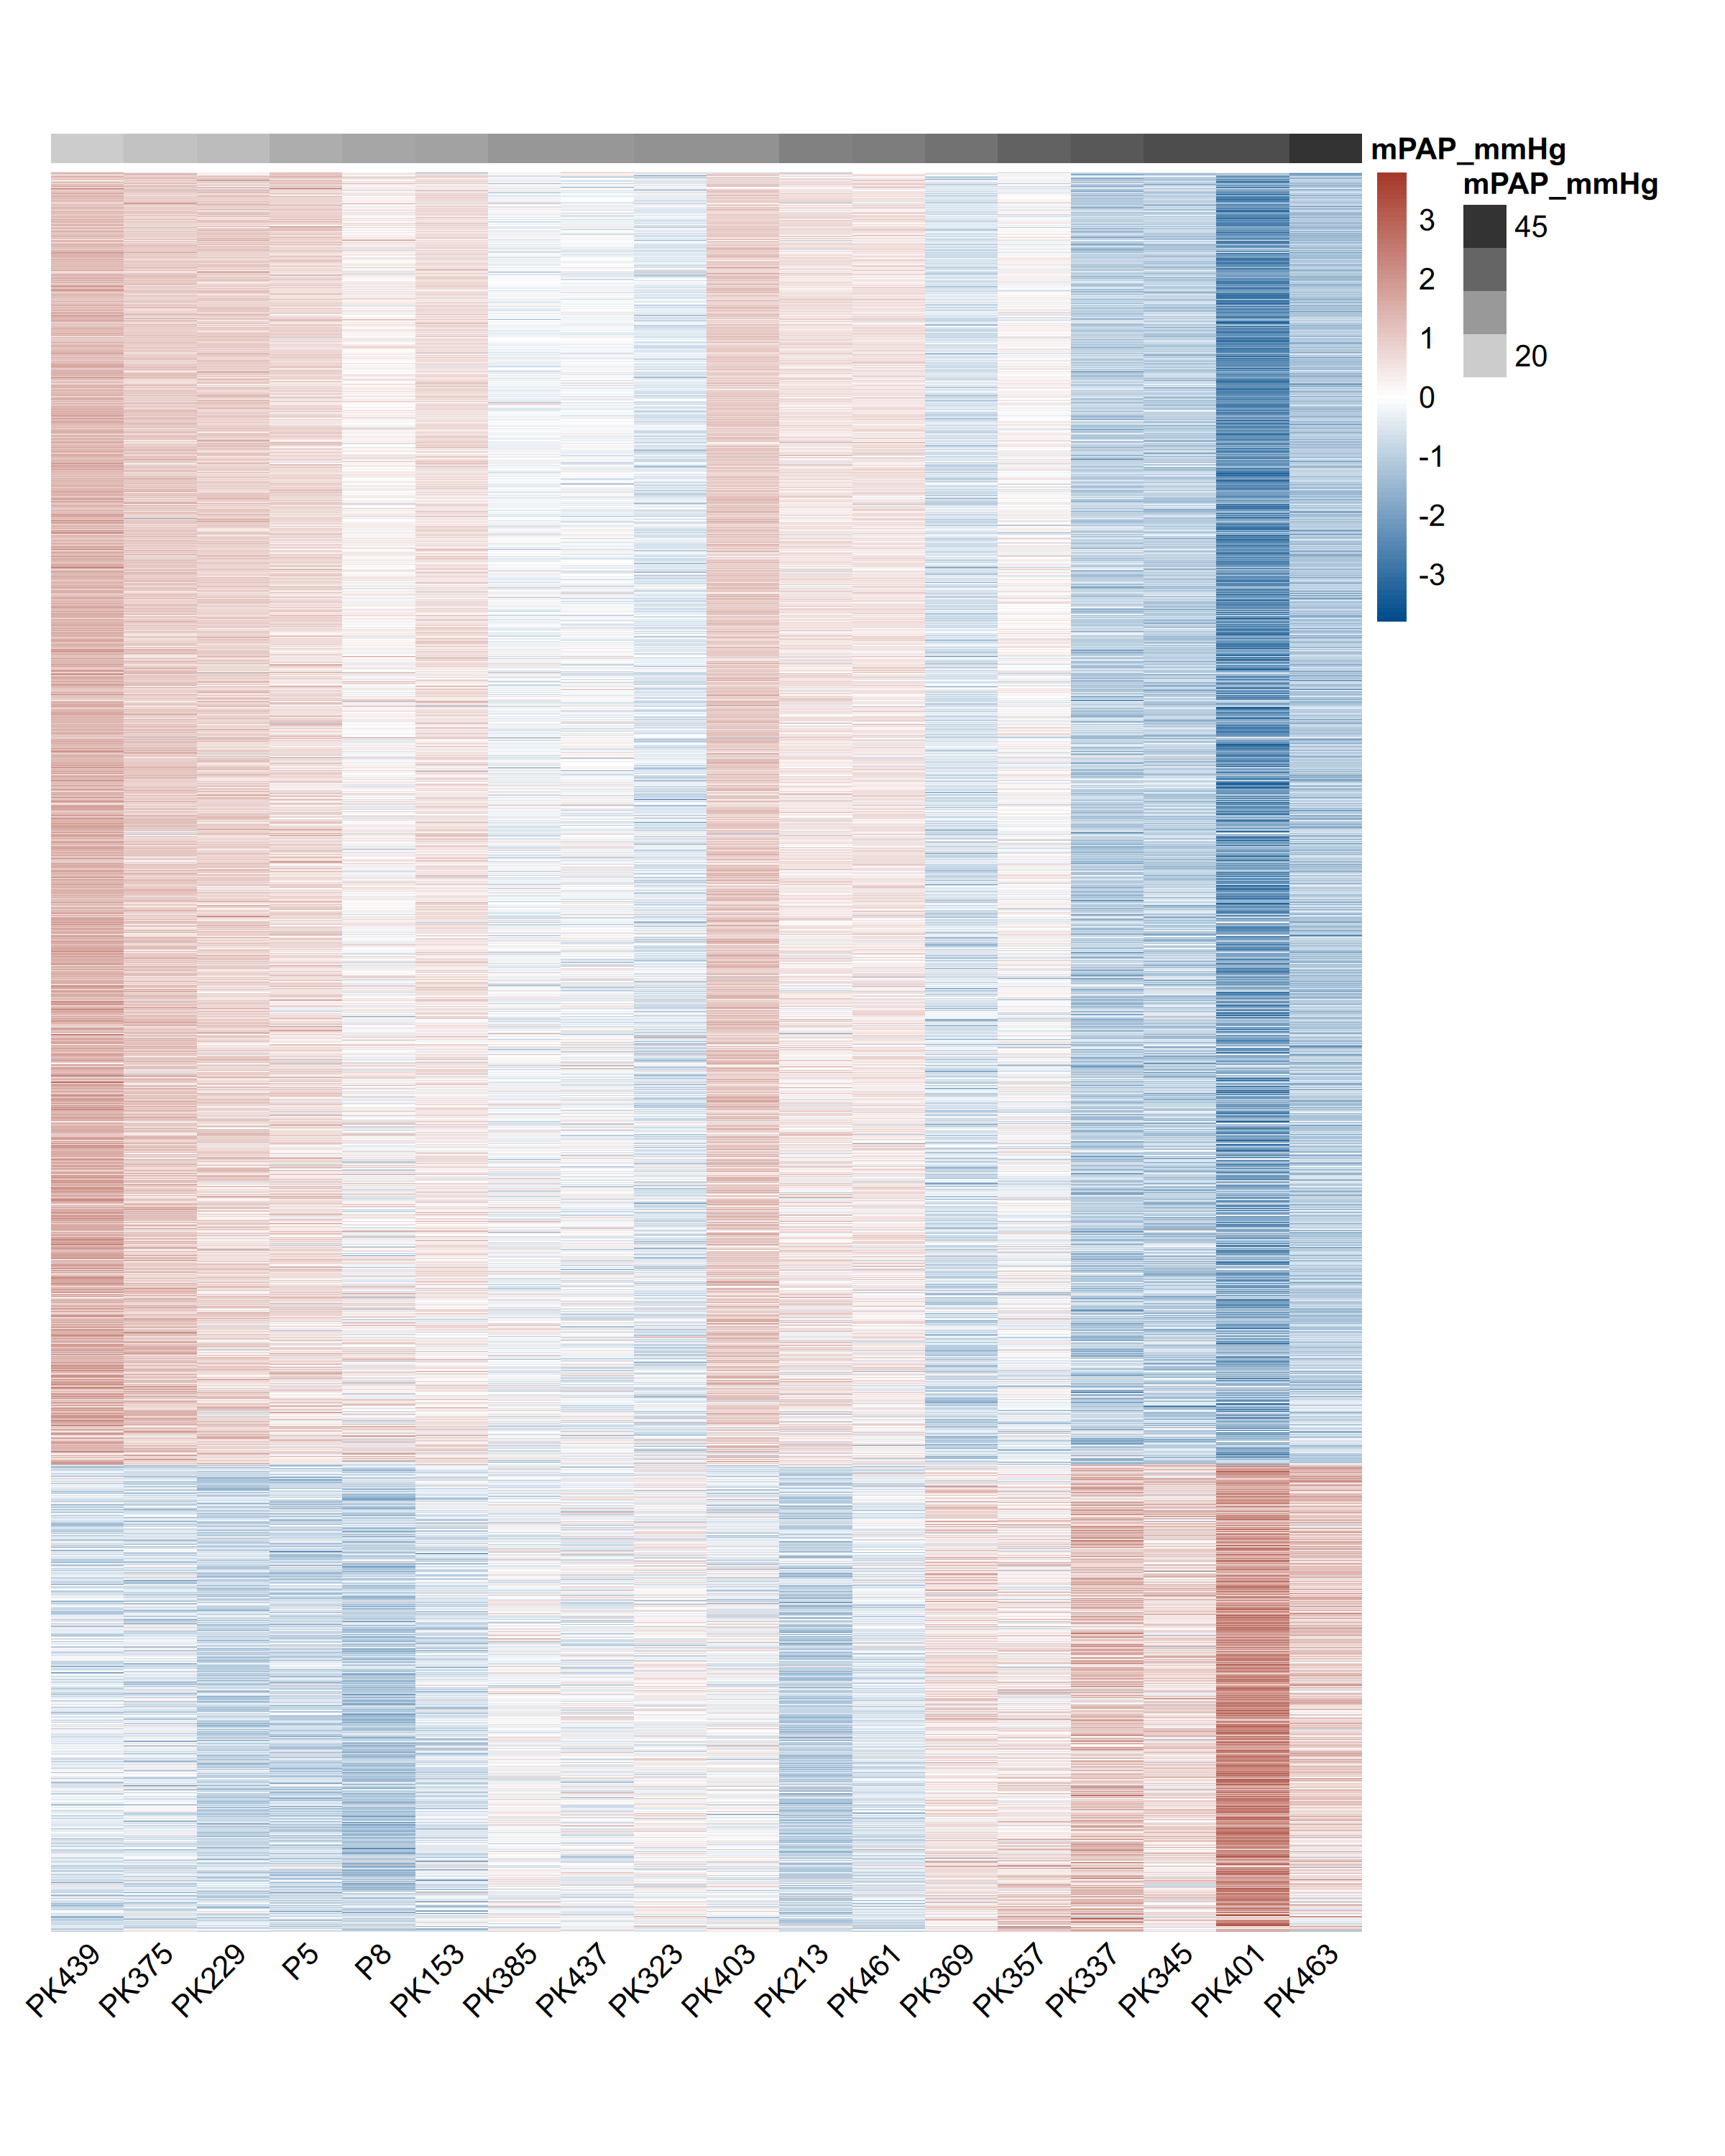 mPAP_mmHg
mPAP_mmHg
3
2
1
0
-1
-2
-3
45
20
PK439
PK375
PK229
P5
P8
PK153
PK385
PK437
PK323
PK403
PK213
PK461
PK369
PK357
PK337
PK345
PK401
PK463